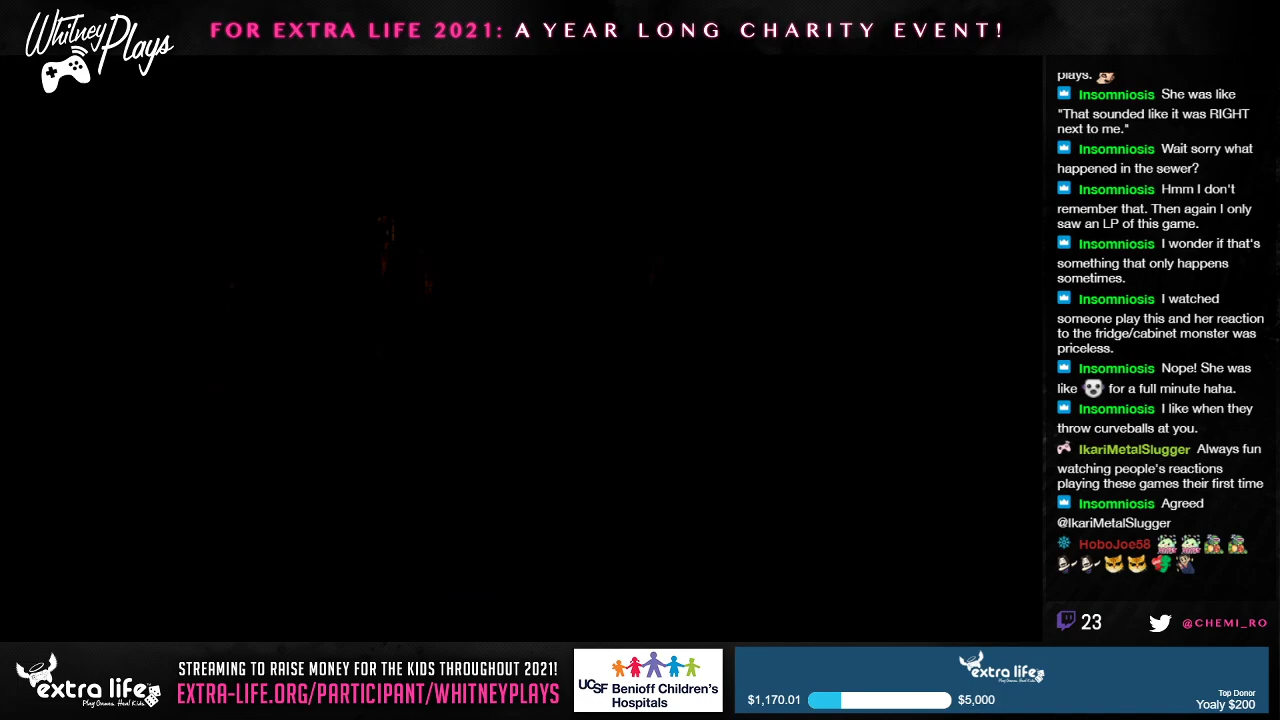 Whitney Plays
FOR EXTRA LIFE 2021: A YEAR LONG CHARITY EVENT!
plays.
Insomniosis She was like
"That sounded like it was RIGHT
next to me."
Insomniosis Wait sorry what
happened in the sewer?
Insomniosis Hmm I don't
remember that. Then again I only
saw an LP of this game.
Insomniosis I wonder if that's
something that only happens
sometimes.
Insomniosis I watched
someone play this and her reaction
to the fridge/cabinet monster was
priceless.
Insomniosis Nope! She was
like for a full minute haha.
Insomniosis I like when they
throw curveballs at you.
IkariMetalSlugger Always fun
watching people's reactions
playing these games their first time
Insomniosis Agreed
@IkariMetalSlugger
HoboJoe58
23 @CHEMI_RO
extra life
Play Games. Heal Kids.
STREAMING TO RAISE MONEY FOR THE KIDS THROUGHOUT 2021!
EXTRA-LIFE.ORG/PARTICIPANT/WHITNEYPLAYS
UCSF Benioff Children's
Hospitals
extra life
$1,170.01 $5,000
Top Donor
Yoaly $200